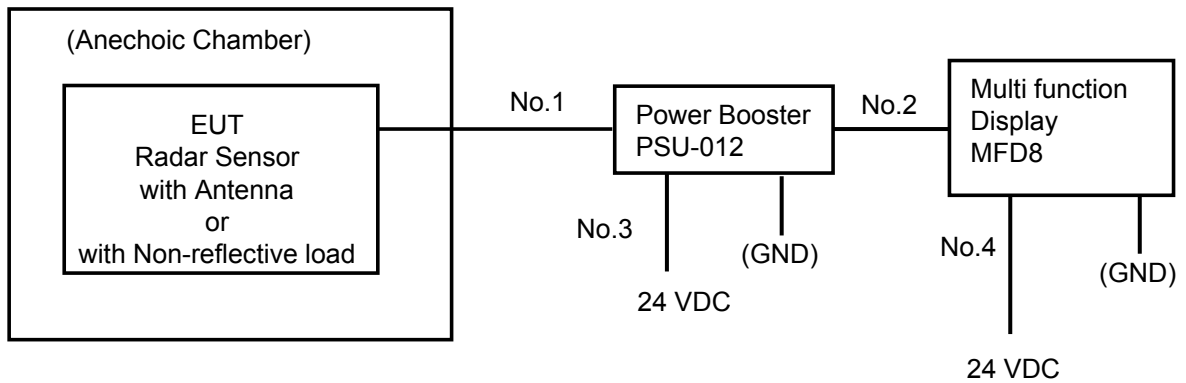 (Anechoic Chamber)
EUT
Radar Sensor
with Antenna
or
with Non-reflective load
No.1
Power Booster
PSU-012
No.2
Multi function
Display
MFD8
No.3
(GND)
24 VDC
No.4
(GND)
24 VDC